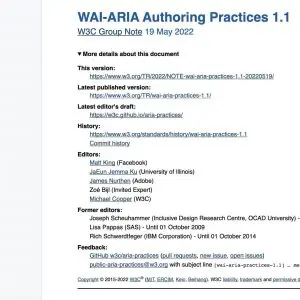 WAI-ARIA Authoring Practices 1.1
W3C Group Note 19 May 2022
▼ More details about this document
This version:
https://www.w3.org/TR/2022/NOTE-wai-aria-practices-1.1-20220519/
Latest published version:
https://www.w3.org/TR/wai-aria-practices-1.1/
Latest editor's draft:
https://w3c.github.io/aria-practices/
History:
https://www.w3.org/standards/history/wai-aria-practices-1.1
Commit history
Editors:
Matt King (Facebook)
JaEun Jemma Ku (University of Illinois)
James Nurthen (Adobe)
Zoë Bijl (Invited Expert)
Michael Cooper (W3C)
Former editors:
Joseph Scheuhammer (Inclusive Design Research Centre, OCAD University) -
Lisa Pappas (SAS) - Until 01 October 2009
Rich Schwerdtfeger (IBM Corporation) - Until 01 October 2014
Feedback:
GitHub w3c/aria-practices (pull requests, new issue, open issues)
public-aria-practices@w3.org with subject line [wai-aria-practices-1.1] …
Copyright © 2015-2022 W3C® (MIT, ERCIM, Keio, Beihang). W3C liability, trademark and permissive d